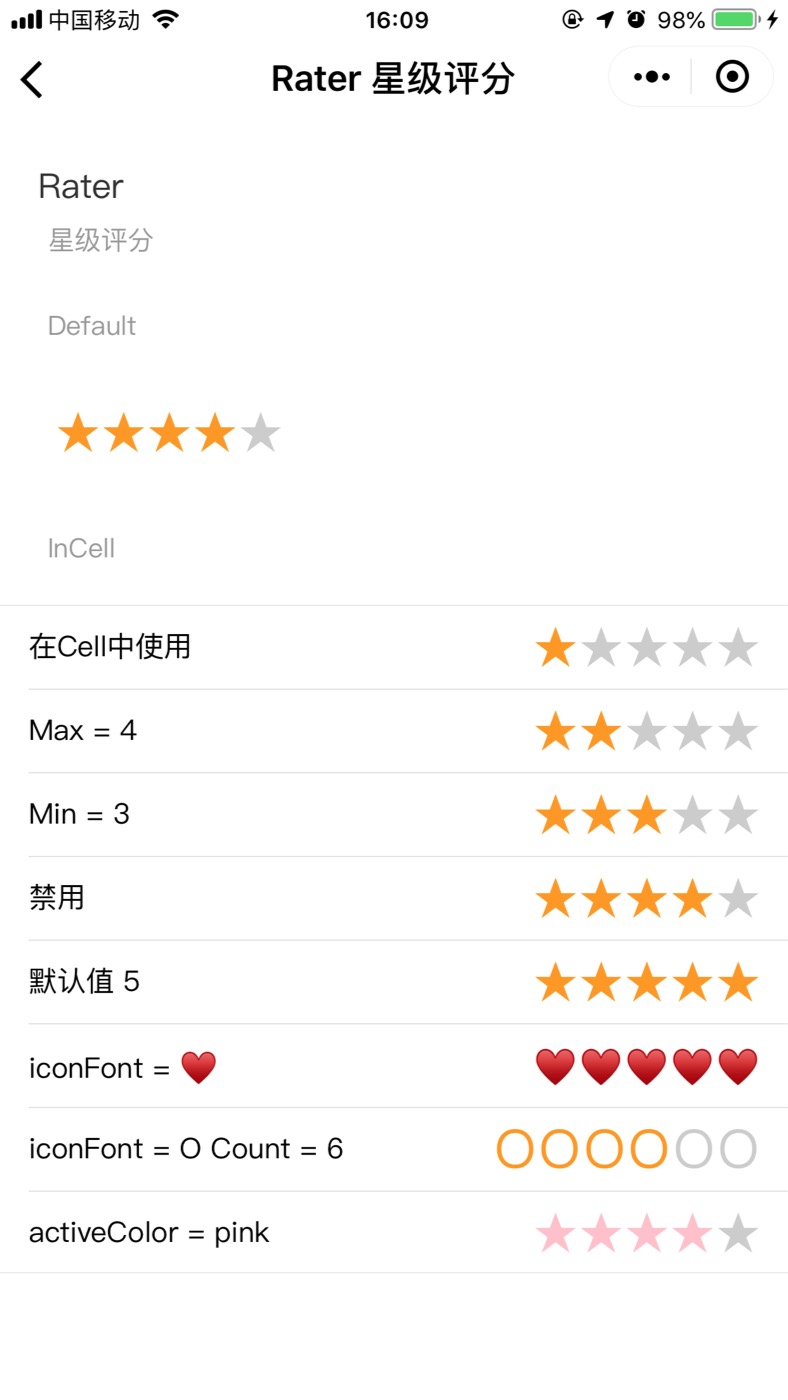 中国移动 16:09 98%
Rater 星级评分
Rater
星级评分
Default
★★★★★
InCell
在Cell中使用 ★★★★★
Max = 4 ★★★★★
Min = 3 ★★★★★
禁用 ★★★★★
默认值 5 ★★★★★
iconFont = ♥️ ♥️♥️♥️♥️♥️
iconFont = O Count = 6 OOOOOO
activeColor = pink ★★★★★